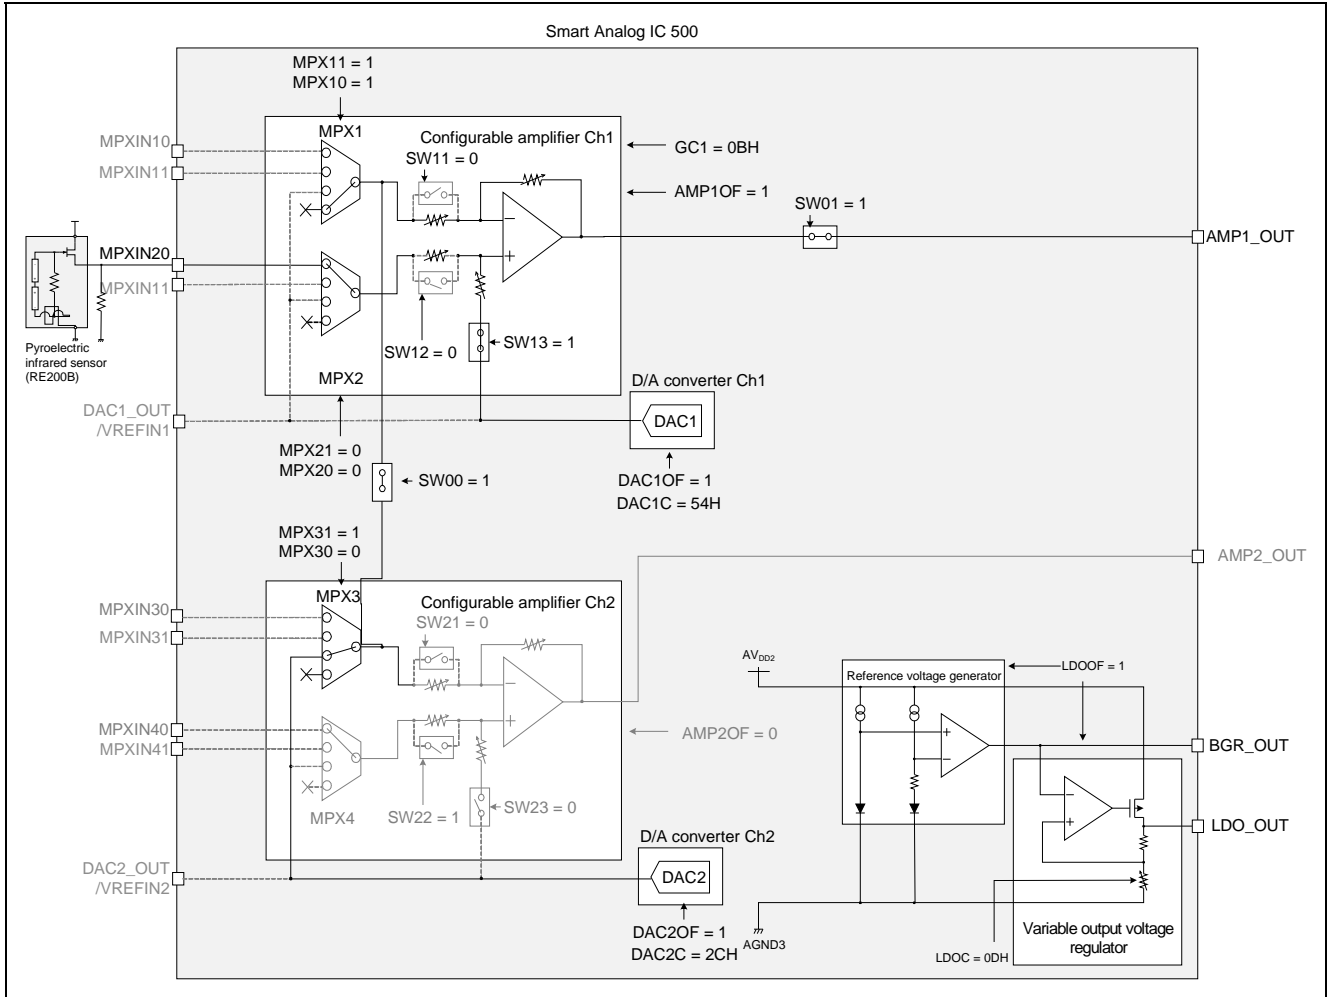 Smart Analog IC 500
MPX11 = 1
MPX10 = 1
MPX1
Configurable amplifier Ch1
SW11 = 0
GC1 = 0BH
AMP1OF = 1
SW01 = 1
AMP1_OUT
MPXIN10
MPXIN11
MPXIN20
MPXIN11
Pyroelectric
infrared sensor
(RE200B)
SW12 = 0
SW13 = 1
MPX2
D/A converter Ch1
DAC1
DAC1_OUT
/VREFIN1
MPX21 = 0
MPX20 = 0
SW00 = 1
DAC1OF = 1
DAC1C = 54H
MPX31 = 1
MPX30 = 0
AMP2_OUT
MPX3
Configurable amplifier Ch2
SW21 = 0
MPXIN30
MPXIN31
MPXIN40
MPXIN41
AMP2OF = 0
MPX4
SW22 = 1
SW23 = 0
D/A converter Ch2
DAC2
DAC2_OUT
/VREFIN2
DAC2OF = 1
DAC2C = 2CH
AVDD2
Reference voltage generator
LDOOF = 1
BGR_OUT
LDO_OUT
AGND3
LDOC = 0DH
Variable output voltage
regulator